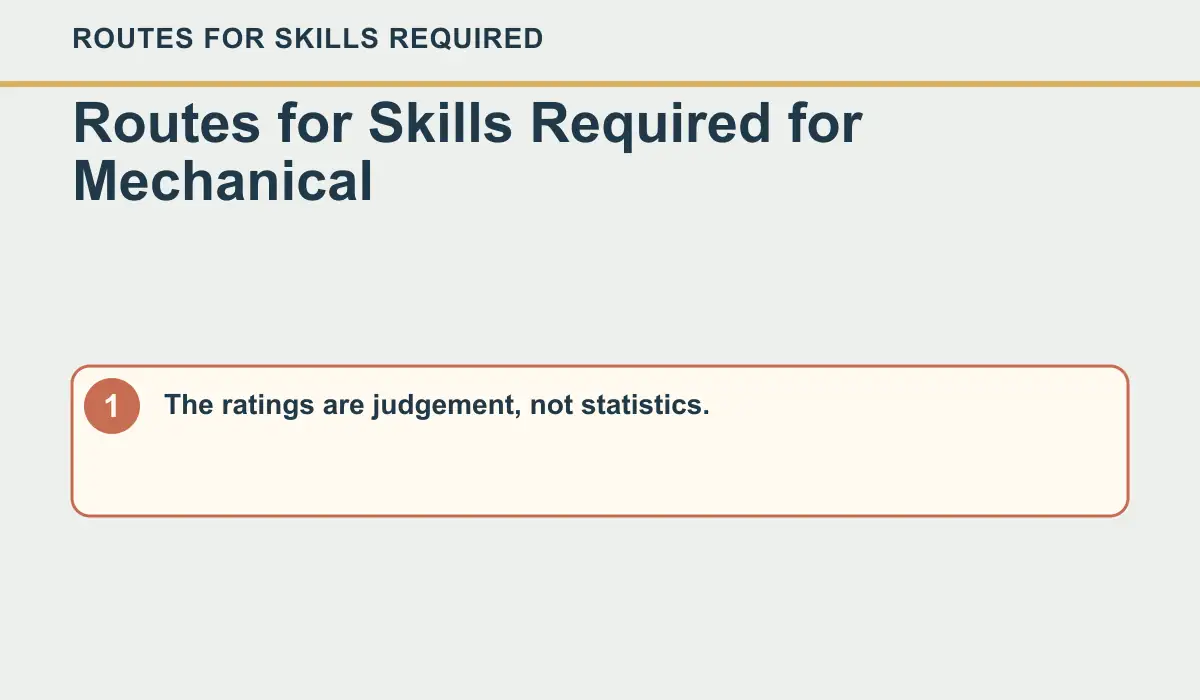 ROUTES FOR SKILLS REQUIRED
Routes for Skills Required for
Mechanical
1 The ratings are judgement, not statistics.